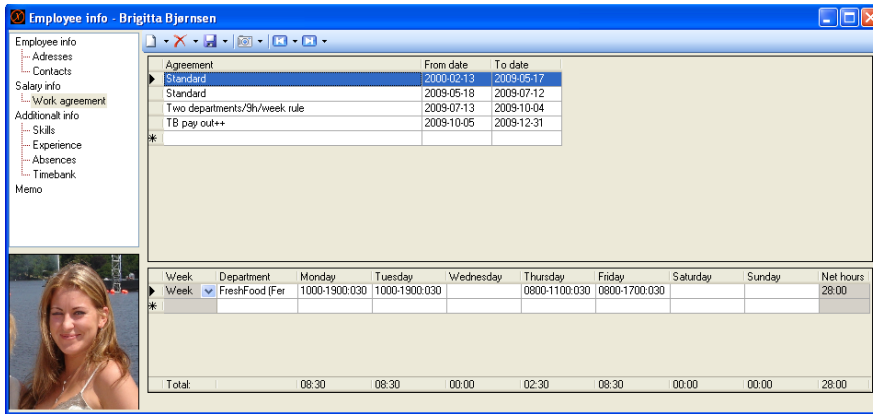 Employee info - Brigitta Bjørnsen
Employee info
Adresses
Contacts
Salary info
Work agreement
Additionalt info
Skills
Experience
Absences
Timebank
Memo
Agreement From date To date
Standard 2000-02-13 2009-05-17
Standard 2009-05-18 2009-07-12
Two departments/9h/week rule 2009-07-13 2009-10-04
TB pay out++ 2009-10-05 2009-12-31
Week Department Monday Tuesday Wednesday Thursday Friday Saturday Sunday Net hours
Week FreshFood (Fer 1000-1900:030 1000-1900:030 0800-1100:030 0800-1700:030 28:00
Total: 08:30 08:30 00:00 02:30 08:30 00:00 00:00 28:00